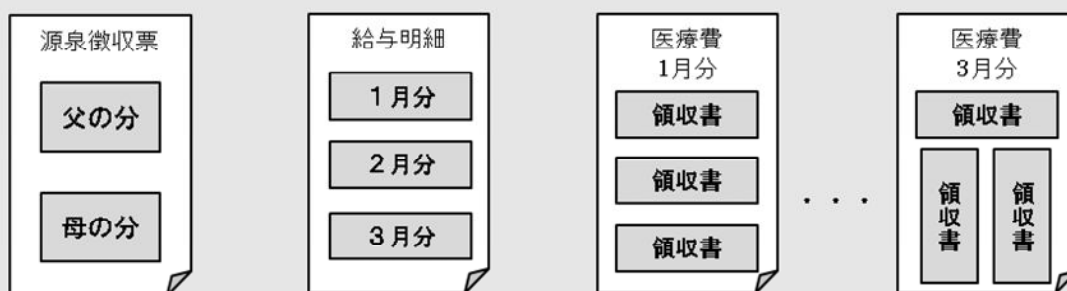 源泉徴収票
父の分
母の分
給与明細
1月分
2月分
3月分
医療費
1月分
領収書
領収書
領収書
・・・
医療費
3月分
領収書
領収書
領収書